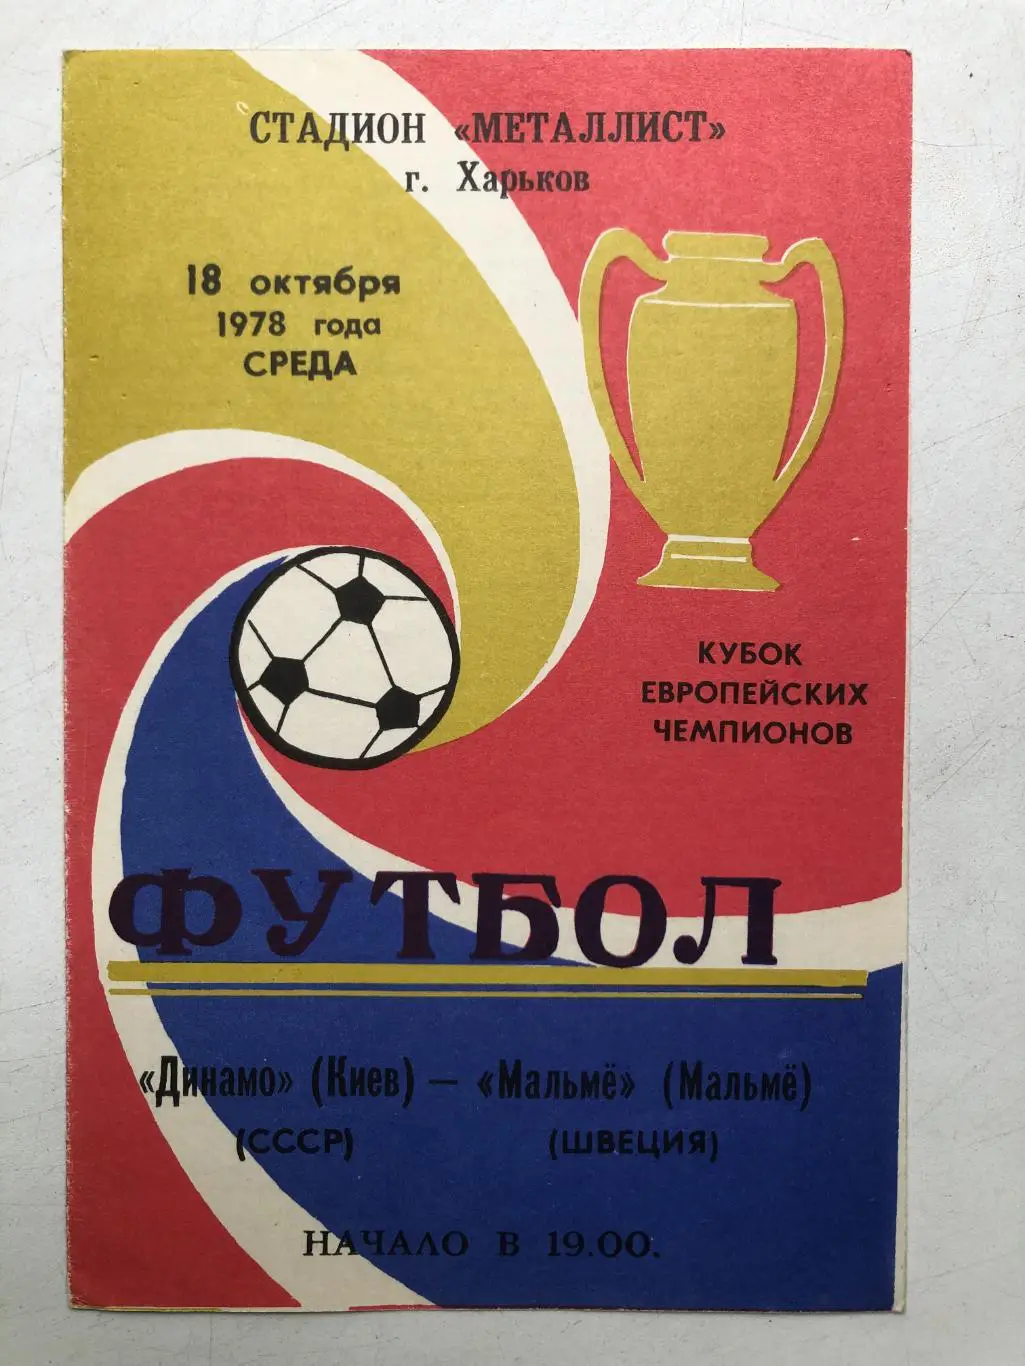 СТАДИОН «МЕТАЛЛИСТ»
г. Харьков
18 октября
1978 года
СРЕДА
КУБОК
ЕВРОПЕЙСКИХ
ЧЕМПИОНОВ
ФУТБОЛ
«Динамо» (Киев) — «Мальмё» (Мальмё)
(СССР) (ШВЕЦИЯ)
НАЧАЛО В 19.00.